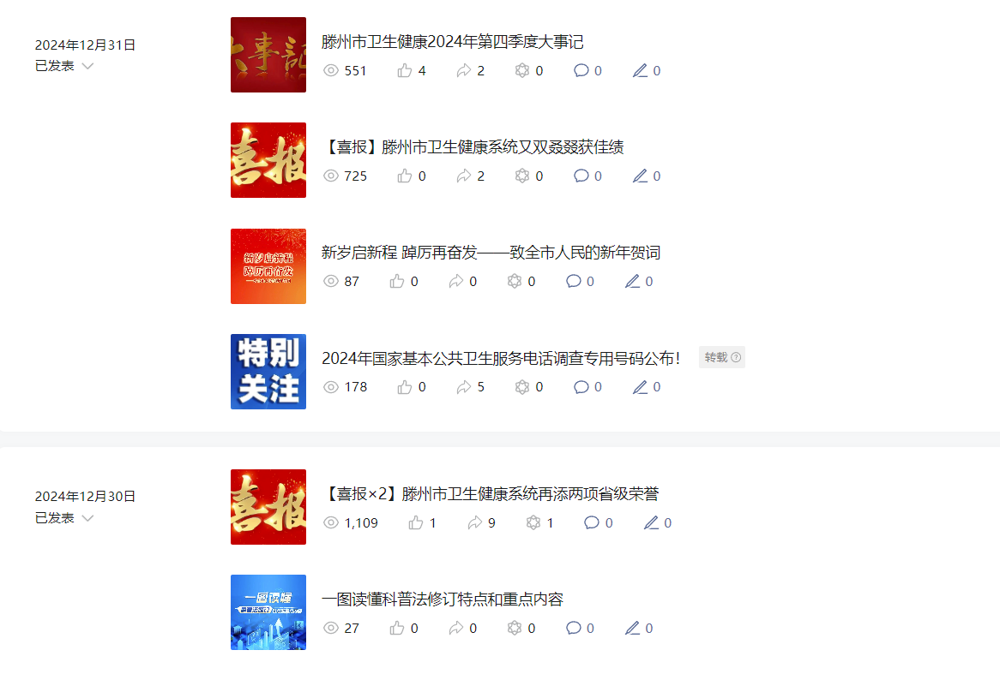 2024年12月31日
已发表
大事记
滕州市卫生健康2024年第四季度大事记
551 4 2 0 0 0
喜报
【喜报】滕州市卫生健康系统又双叒叕获佳绩
725 0 2 0 0 0
新岁启新程
踔厉再奋发
新岁启新程 踔厉再奋发——致全市人民的新年贺词
87 0 0 0 0 0
特别
关注
2024年国家基本公共卫生服务电话调查专用号码公布！ 转载
178 0 5 0 0 0
2024年12月30日
已发表
喜报
【喜报×2】滕州市卫生健康系统再添两项省级荣誉
1,109 1 9 1 0 0
一图读懂
一图读懂科普法修订特点和重点内容
27 0 0 0 0 0